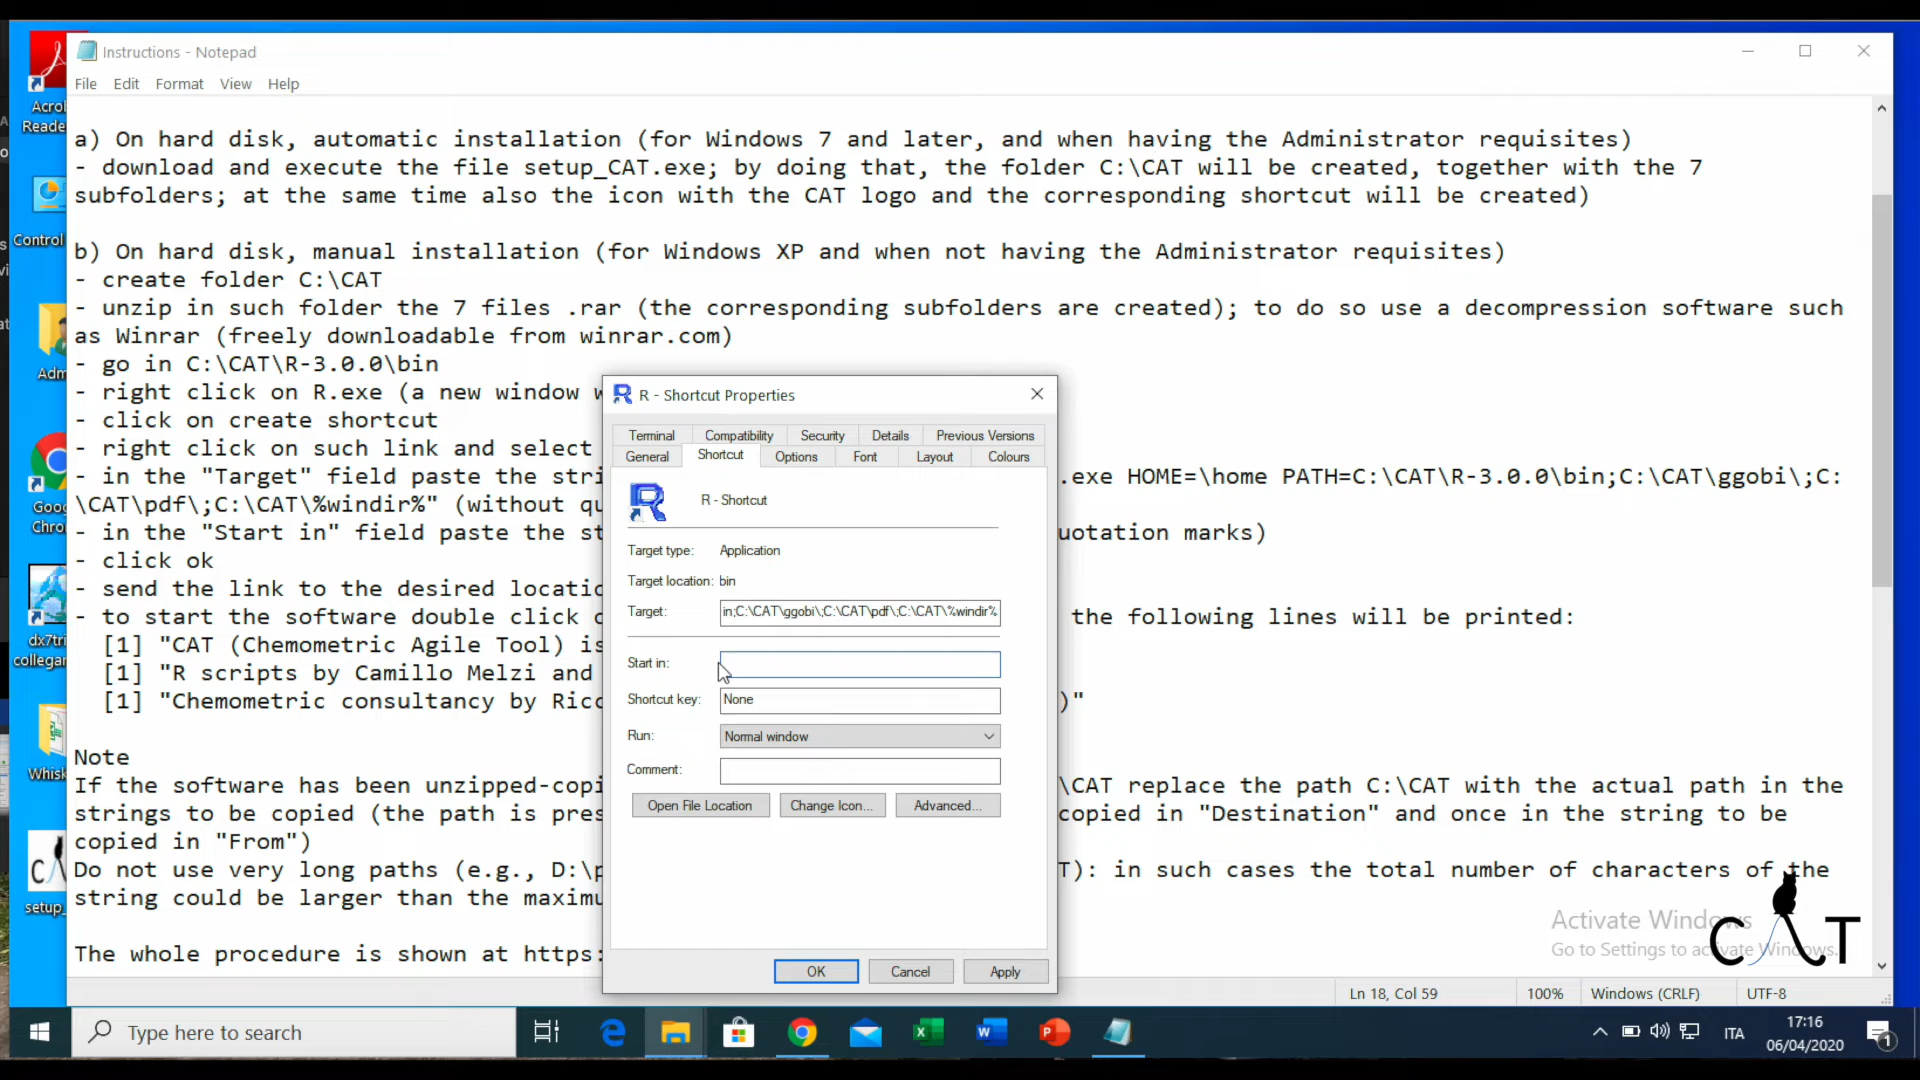 Instructions - Notepad
File Edit Format View Help
a) On hard disk, automatic installation (for Windows 7 and later, and when having the Administrator requisites)
- download and execute the file setup_CAT.exe; by doing that, the folder C:\CAT will be created, together with the 7
subfolders; at the same time also the icon with the CAT logo and the corresponding shortcut will be created)
b) On hard disk, manual installation (for Windows XP and when not having the Administrator requisites)
- create folder C:\CAT
- unzip in such folder the 7 files .rar (the corresponding subfolders are created); to do so use a decompression software such
as Winrar (freely downloadable from winrar.com)
- go in C:\CAT\R-3.0.0\bin
- right click on R.exe (a new window w
- click on create shortcut
- right click on such link and select
- in the "Target" field paste the stri .exe HOME=\home PATH=C:\CAT\R-3.0.0\bin;C:\CAT\ggobi\;C:
\CAT\pdf\;C:\CAT\%windir%" (without qu
- in the "Start in" field paste the st uotation marks)
- click ok
- send the link to the desired locatio
- to start the software double click o the following lines will be printed:
[1] "CAT (Chemometric Agile Tool) is
[1] "R scripts by Camillo Melzi and
[1] "Chemometric consultancy by Ricc )"
Note
If the software has been unzipped-copi \CAT replace the path C:\CAT with the actual path in the
strings to be copied (the path is pres copied in "Destination" and once in the string to be
copied in "From")
Do not use very long paths (e.g., D:\p T): in such cases the total number of characters of the
string could be larger than the maximu
The whole procedure is shown at https:
R - Shortcut Properties
Terminal Compatibility Security Details Previous Versions
General Shortcut Options Font Layout Colours
R - Shortcut
Target type: Application
Target location: bin
Target: in;C:\CAT\ggobi\;C:\CAT\pdf\;C:\CAT\%windir%
Start in:
Shortcut key: None
Run: Normal window
Comment:
Open File Location Change Icon... Advanced...
OK Cancel Apply
Acro
Reade
Control
Adm
Goo
Chro
dx7tri
collegar
Whisk
CA
setup_
Activate Windows
Go to Settings to activate Windows.
CAT
Ln 18, Col 59 100% Windows (CRLF) UTF-8
Type here to search
ITA
17:16
06/04/2020
1